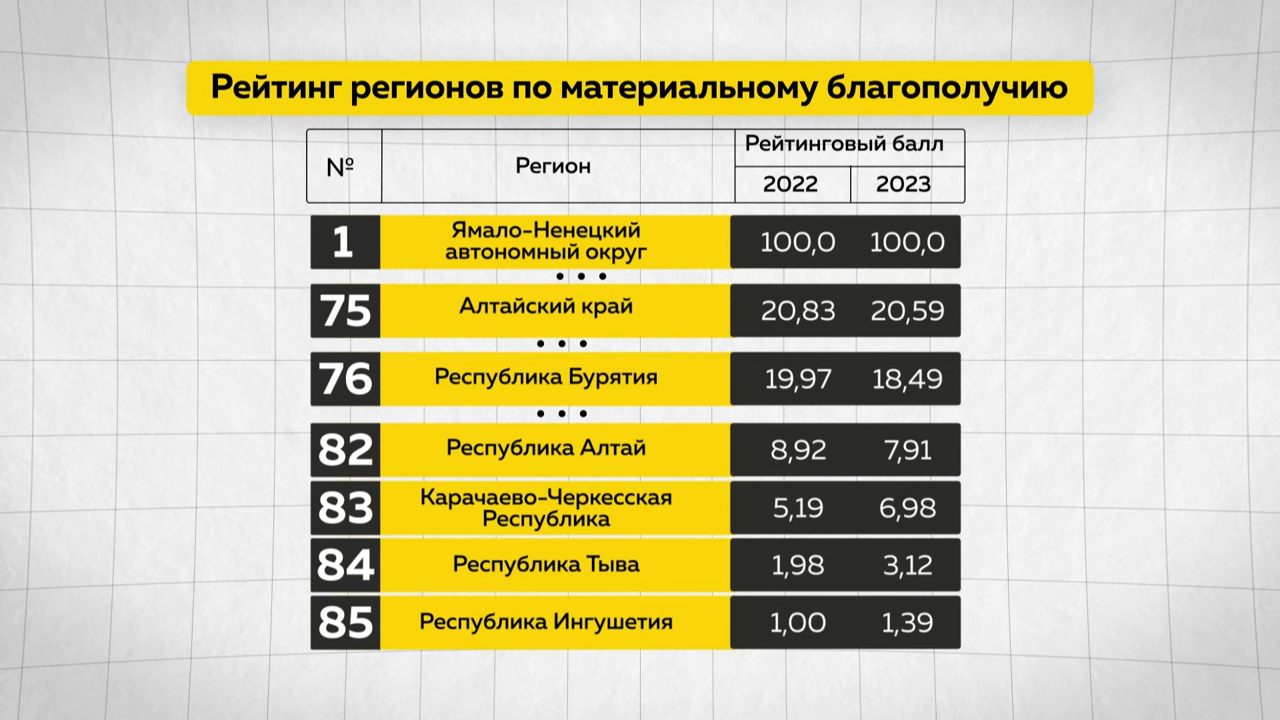 Рейтинг регионов по материальному благополучию
№ Регион Рейтинговый балл
2022 2023
1 Ямало-Ненецкий автономный округ 100,0 100,0
• • •
75 Алтайский край 20,83 20,59
• • •
76 Республика Бурятия 19,97 18,49
• • •
82 Республика Алтай 8,92 7,91
83 Карачаево-Черкесская Республика 5,19 6,98
84 Республика Тыва 1,98 3,12
85 Республика Ингушетия 1,00 1,39